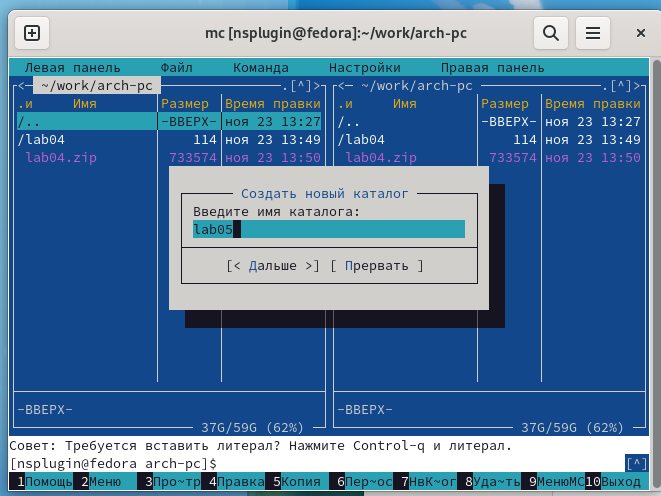 mc [nsplugin@fedora]:~/work/arch-pc
Левая панель Файл Команда Настройки Правая панель
<- ~/work/arch-pc .[^]> <- ~/work/arch-pc .[^]>
.и Имя Размер Время правки .и Имя Размер Время правки
/.. -ВВЕРХ- ноя 23 13:27 /.. -ВВЕРХ- ноя 23 13:27
/lab04 114 ноя 23 13:49 /lab04 114 ноя 23 13:49
lab04.zip 733574 ноя 23 13:50 lab04.zip 733574 ноя 23 13:50
Создать новый каталог
Введите имя каталога:
lab05
[< Дальше >] [ Прервать ]
-ВВЕРХ- -ВВЕРХ-
37G/59G (62%) 37G/59G (62%)
Совет: Требуется вставить литерал? Нажмите Control-q и литерал.
[nsplugin@fedora arch-pc]$ [^]
1Помощь 2Меню 3Про~тр 4Правка 5Копия 6Пер~ос 7НвК~ог 8Уда~ть 9МенюMC 10Выход